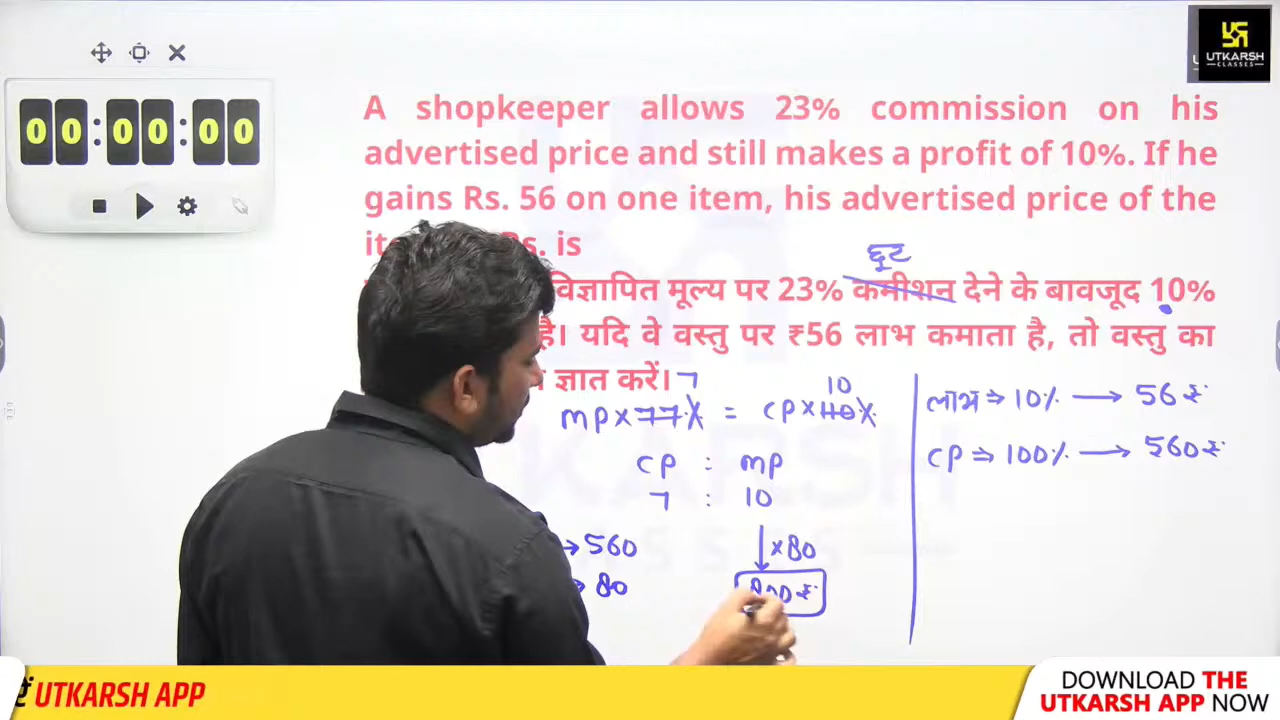 00:00:00
UTKARSH
CLASSES
A shopkeeper allows 23% commission on his
advertised price and still makes a profit of 10%. If he
gains Rs. 56 on one item, his advertised price of the
Rs. is
छूट
विज्ञापित मूल्य पर 23% कमीशन देने के बावजूद 10%
है। यदि वे वस्तु पर ₹56 लाभ कमाता है, तो वस्तु का
ज्ञात करें।
7 10
MP×77% = CP×110%
CP : MP
7 : 10
→ 560
×80
→ 80
800₹
लाभ ⇒ 10% → 56₹
CP ⇒ 100% → 560₹
UTKARSH APP
DOWNLOAD THE
UTKARSH APP NOW